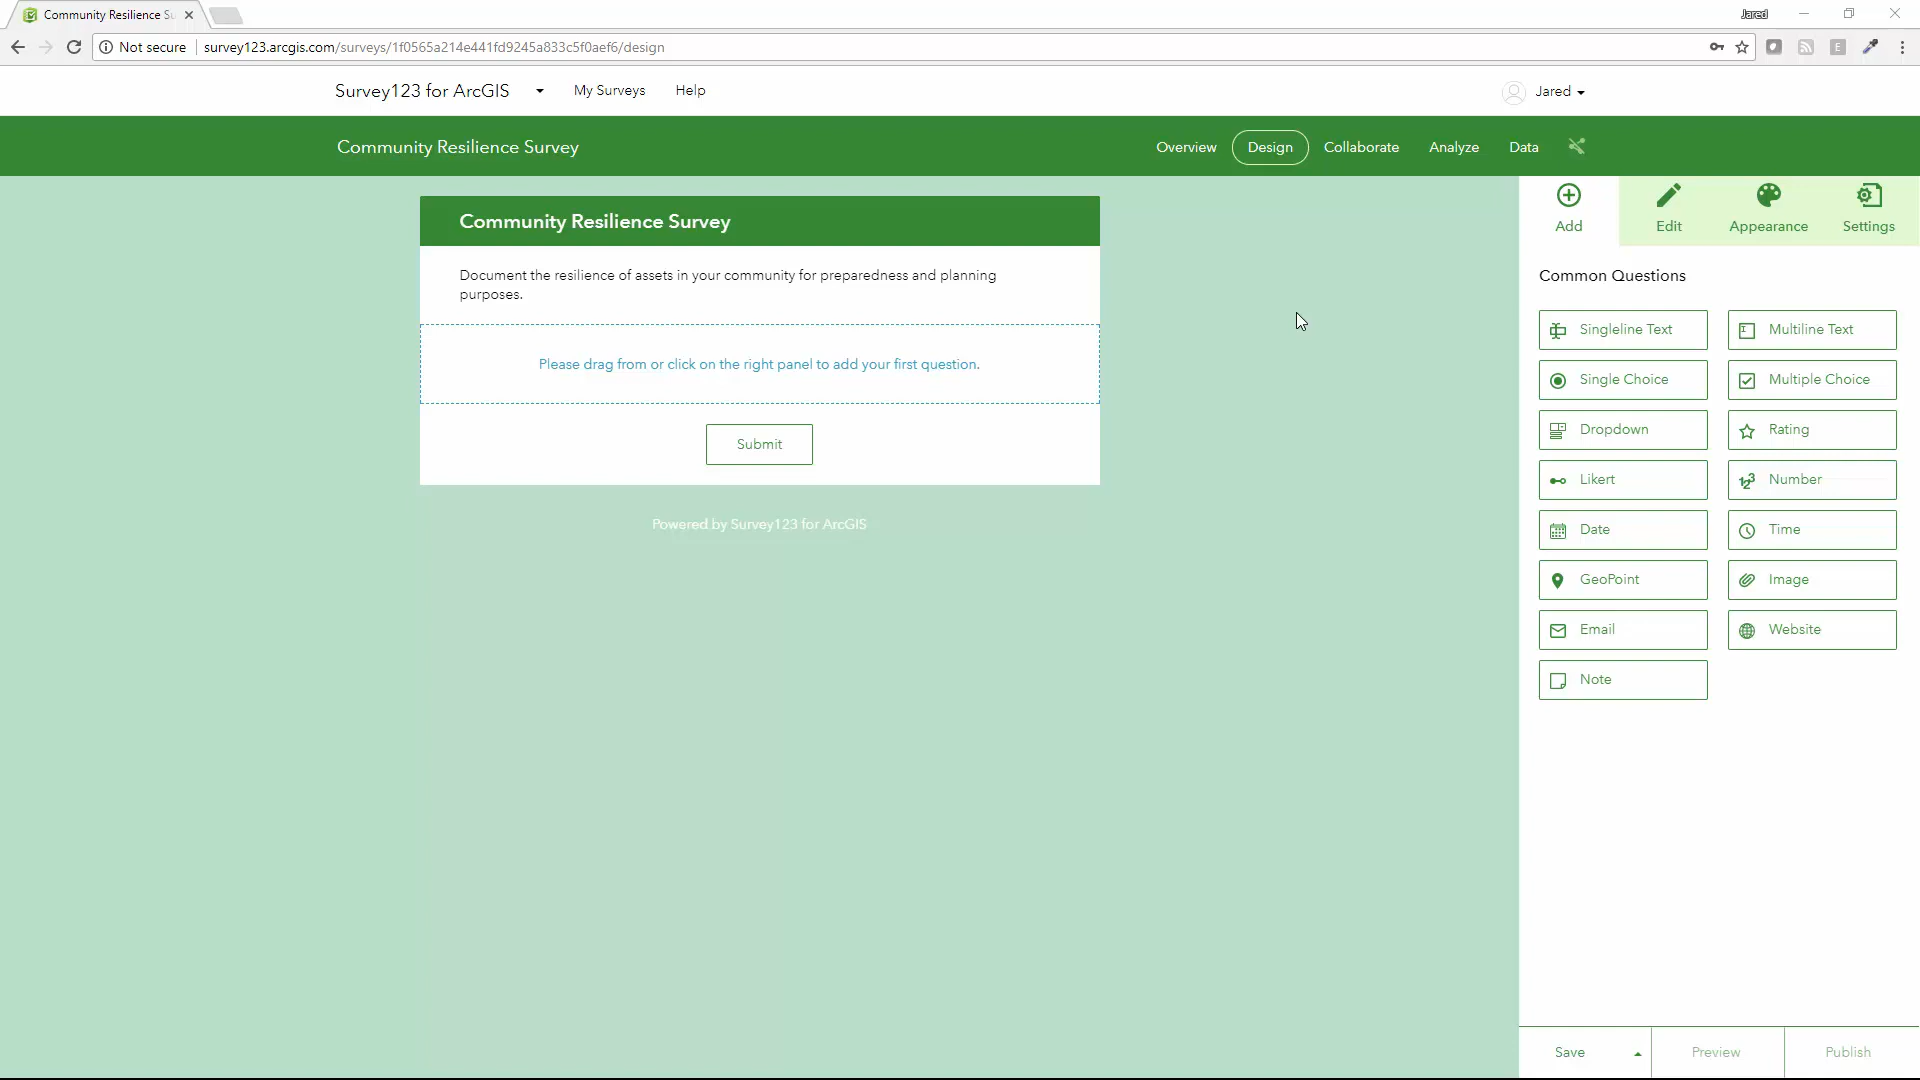 Community Resilience Su
Jared
Not secure
survey123.arcgis.com/surveys/1f0565a214e441fd9245a833c5f0aef6/design
Survey123 for ArcGIS
My Surveys
Help
Jared
Community Resilience Survey
Overview
Design
Collaborate
Analyze
Data
Community Resilience Survey
Document the resilience of assets in your community for preparedness and planning
purposes.
Please drag from or click on the right panel to add your first question.
Submit
Powered by Survey123 for ArcGIS
Add
Edit
Appearance
Settings
Common Questions
Singleline Text
Multiline Text
Single Choice
Multiple Choice
Dropdown
Rating
Likert
Number
Date
Time
GeoPoint
Image
Email
Website
Note
Save
Preview
Publish